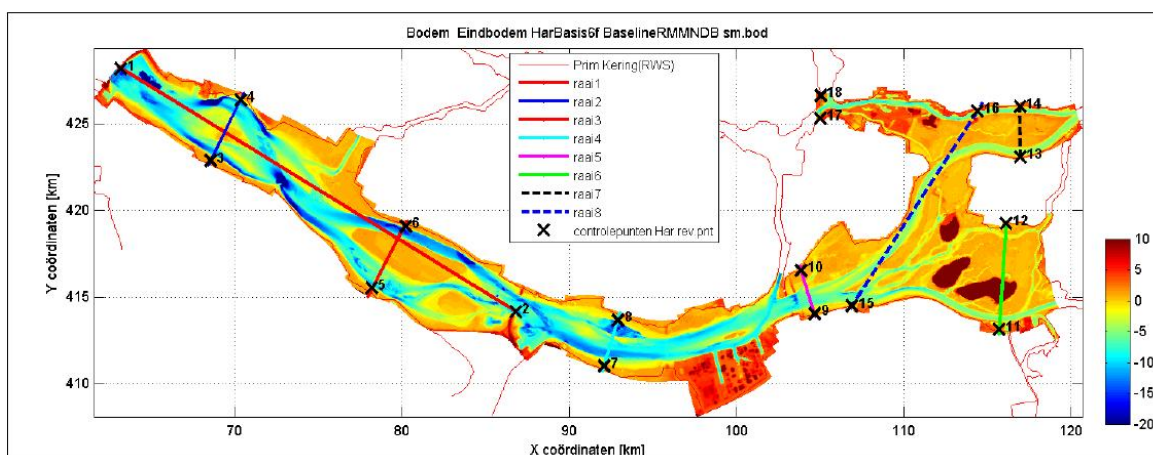 Bodem Eindbodem HarBasis6f BaselineRMMNDB sm.bod
Prim Kering(RWS)
raai1
raai2
raai3
raai4
raai5
raai6
raai7
raai8
controlepunten Har rev.pnt
1
4
3
6
5
2
8
7
10
9
15
18
17
16
14
13
12
11
Y coördinaten [km]
425
420
415
410
70
80
90
100
110
120
X coördinaten [km]
10
5
0
-5
-10
-15
-20